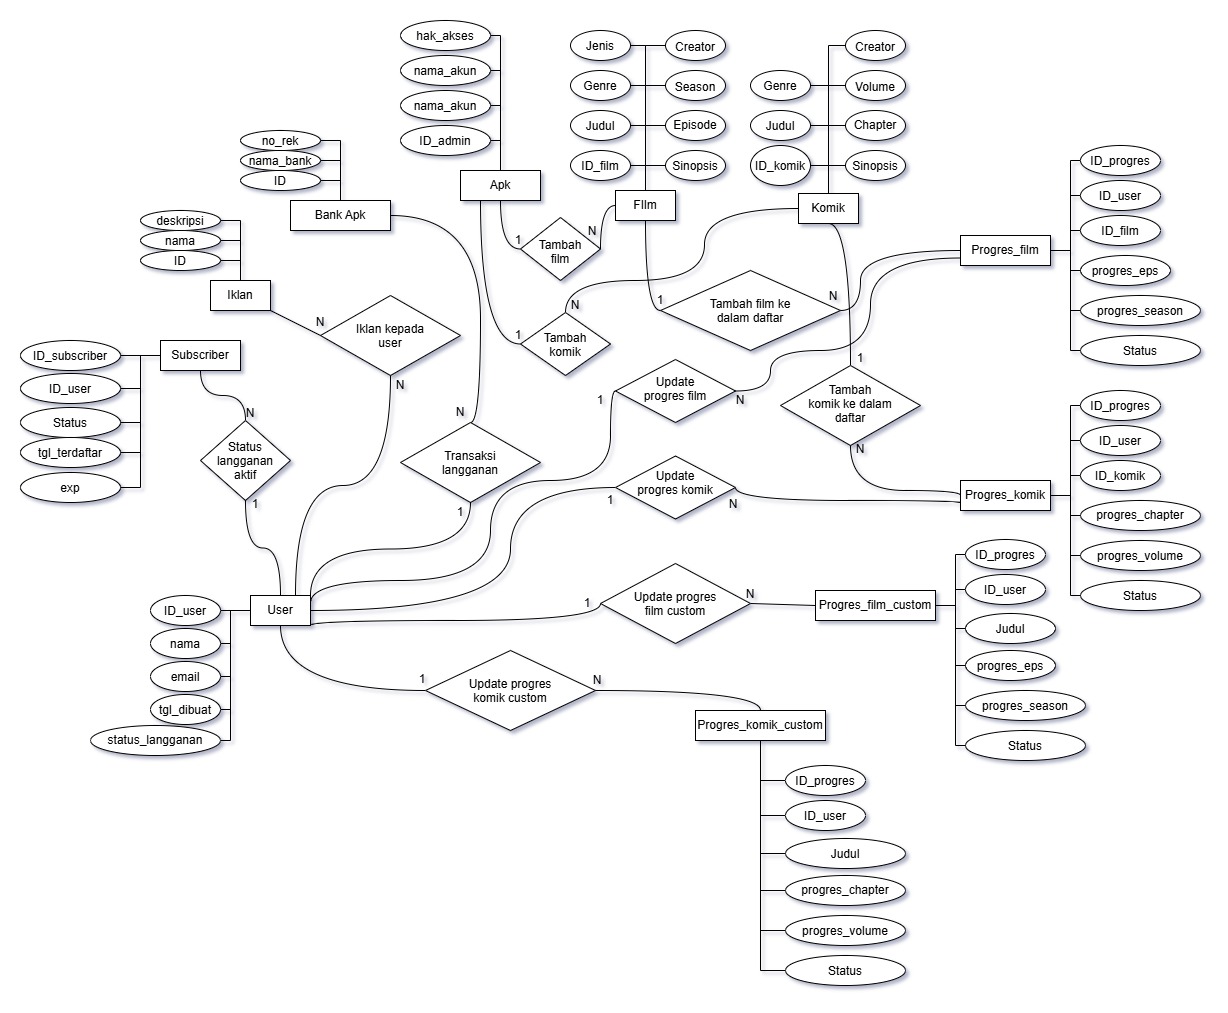 hak_akses
nama_akun
nama_akun
ID_admin
Apk
Jenis
Creator
Genre
Season
Judul
Episode
ID_film
Sinopsis
FIlm
Creator
Genre
Volume
Judul
Chapter
ID_komik
Sinopsis
Komik
no_rek
nama_bank
ID
Bank Apk
deskripsi
nama
ID
Iklan
1
Tambah
film
N
N
1
Tambah
komik
1
Tambah film ke
dalam daftar
N
ID_progres
ID_user
ID_film
progres_eps
progres_season
Status
Progres_film
N
Iklan kepada
user
N
ID_subscriber
ID_user
Status
tgl_terdaftar
exp
Subscriber
N
Status
langganan
aktif
1
N
Transaksi
langganan
1
1
Update
progres film
N
1
Tambah
komik ke dalam
daftar
N
1
Update
progres komik
N
Progres_komik
ID_progres
ID_user
ID_komik
progres_chapter
progres_volume
Status
User
ID_user
nama
email
tgl_dibuat
status_langganan
1
Update progres
film custom
N
Progres_film_custom
ID_progres
ID_user
Judul
progres_eps
progres_season
Status
1
Update progres
komik custom
N
Progres_komik_custom
ID_progres
ID_user
Judul
progres_chapter
progres_volume
Status